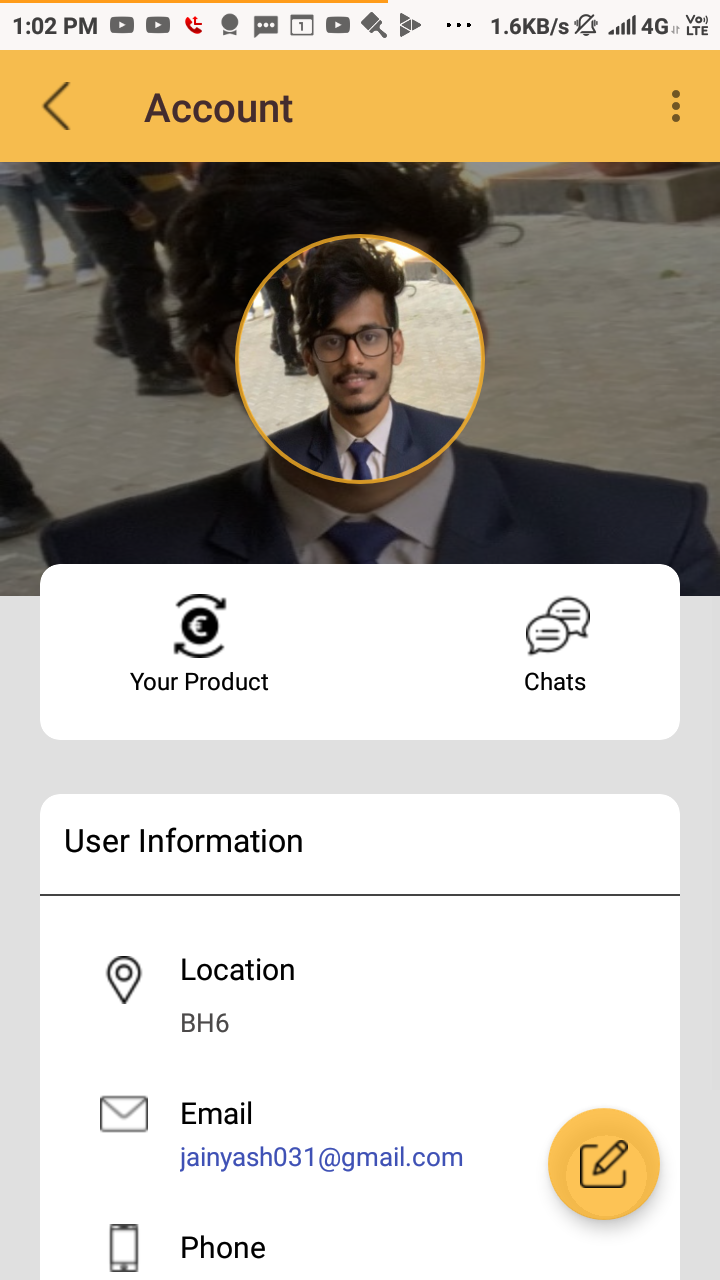 1:02 PM 1 1.6KB/s 4G Vo) LTE
Account
Your Product Chats
User Information
Location
BH6
Email
jainyash031@gmail.com
Phone